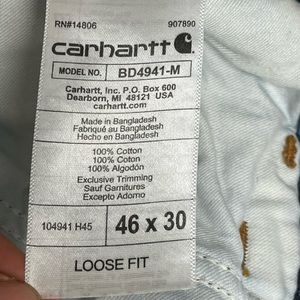 RN#14806 907890
carhartt
MODEL NO. BD4941-M
Carhartt, Inc. P.O. Box 600
Dearborn, MI 48121 USA
carhartt.com
Made in Bangladesh
Fabriqué au Bangladesh
Hecho en Bangladesh
100% Cotton
100% Coton
100% Algodón
Exclusive Trimming
Sauf Garnitures
Excepto Adorno
104941 H45 46 x 30
LOOSE FIT